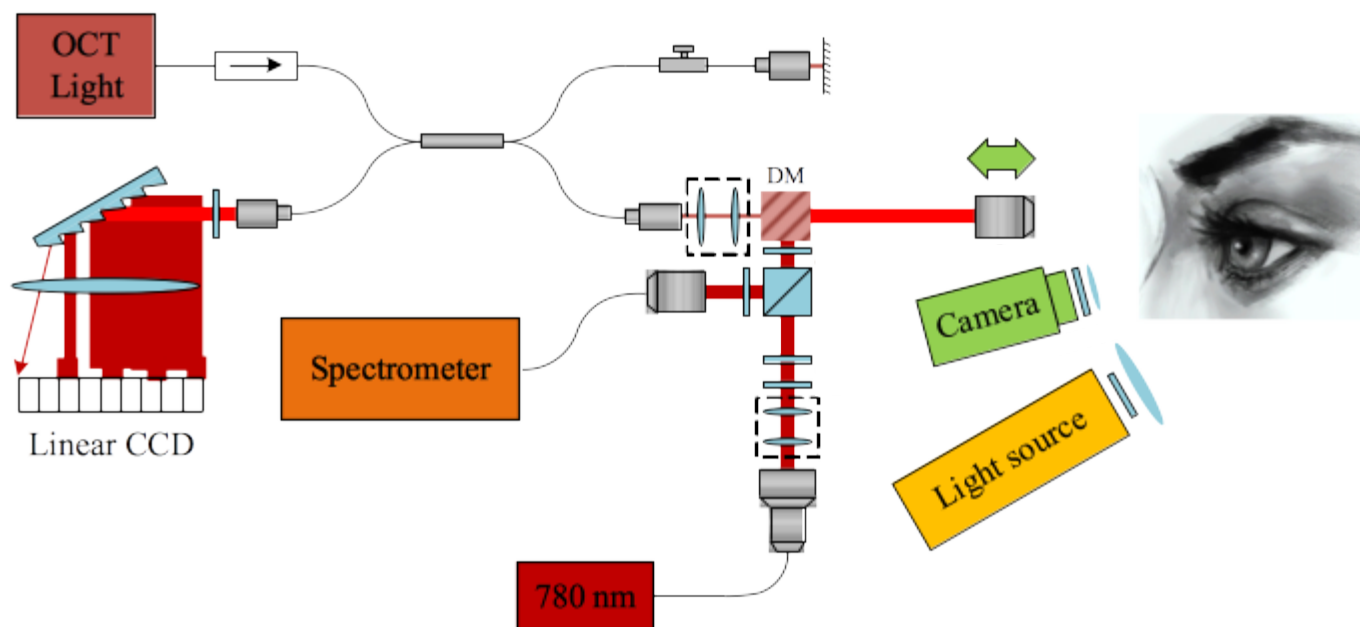 OCT
Light
DM
Camera
Spectrometer
Linear CCD
Light source
780 nm